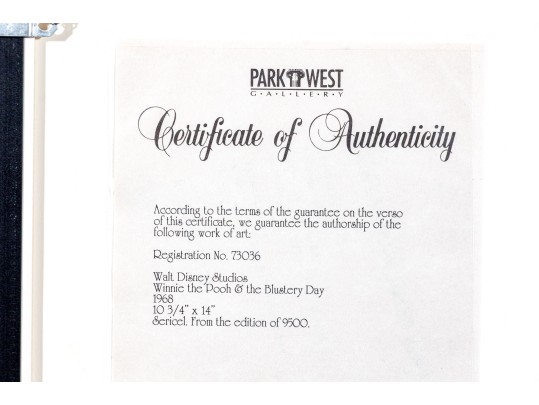 PARK WEST
G·A·L·L·E·R·Y
Certificate of Authenticity
According to the terms of the guarantee on the verso
of this certificate, we guarantee the authorship of the
following work of art:
Registration No. 73036
Walt Disney Studios
Winnie the Pooh & the Blustery Day
1968
10 3/4" x 14"
Sericel. From the edition of 9500.